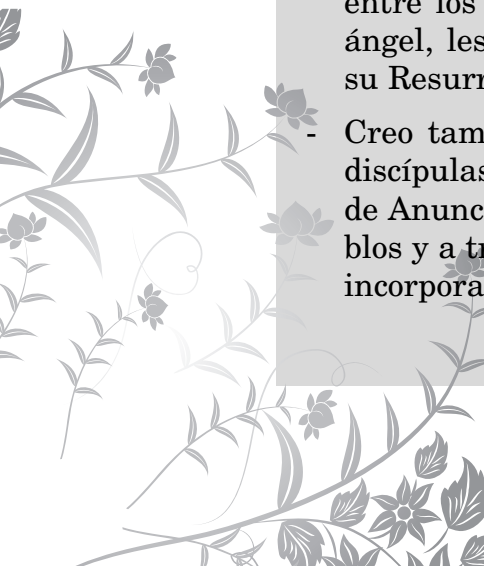 entre los
ángel, les
su Resurr
- Creo tam
discípulas
de Anunc
blos y a tr
incorpora